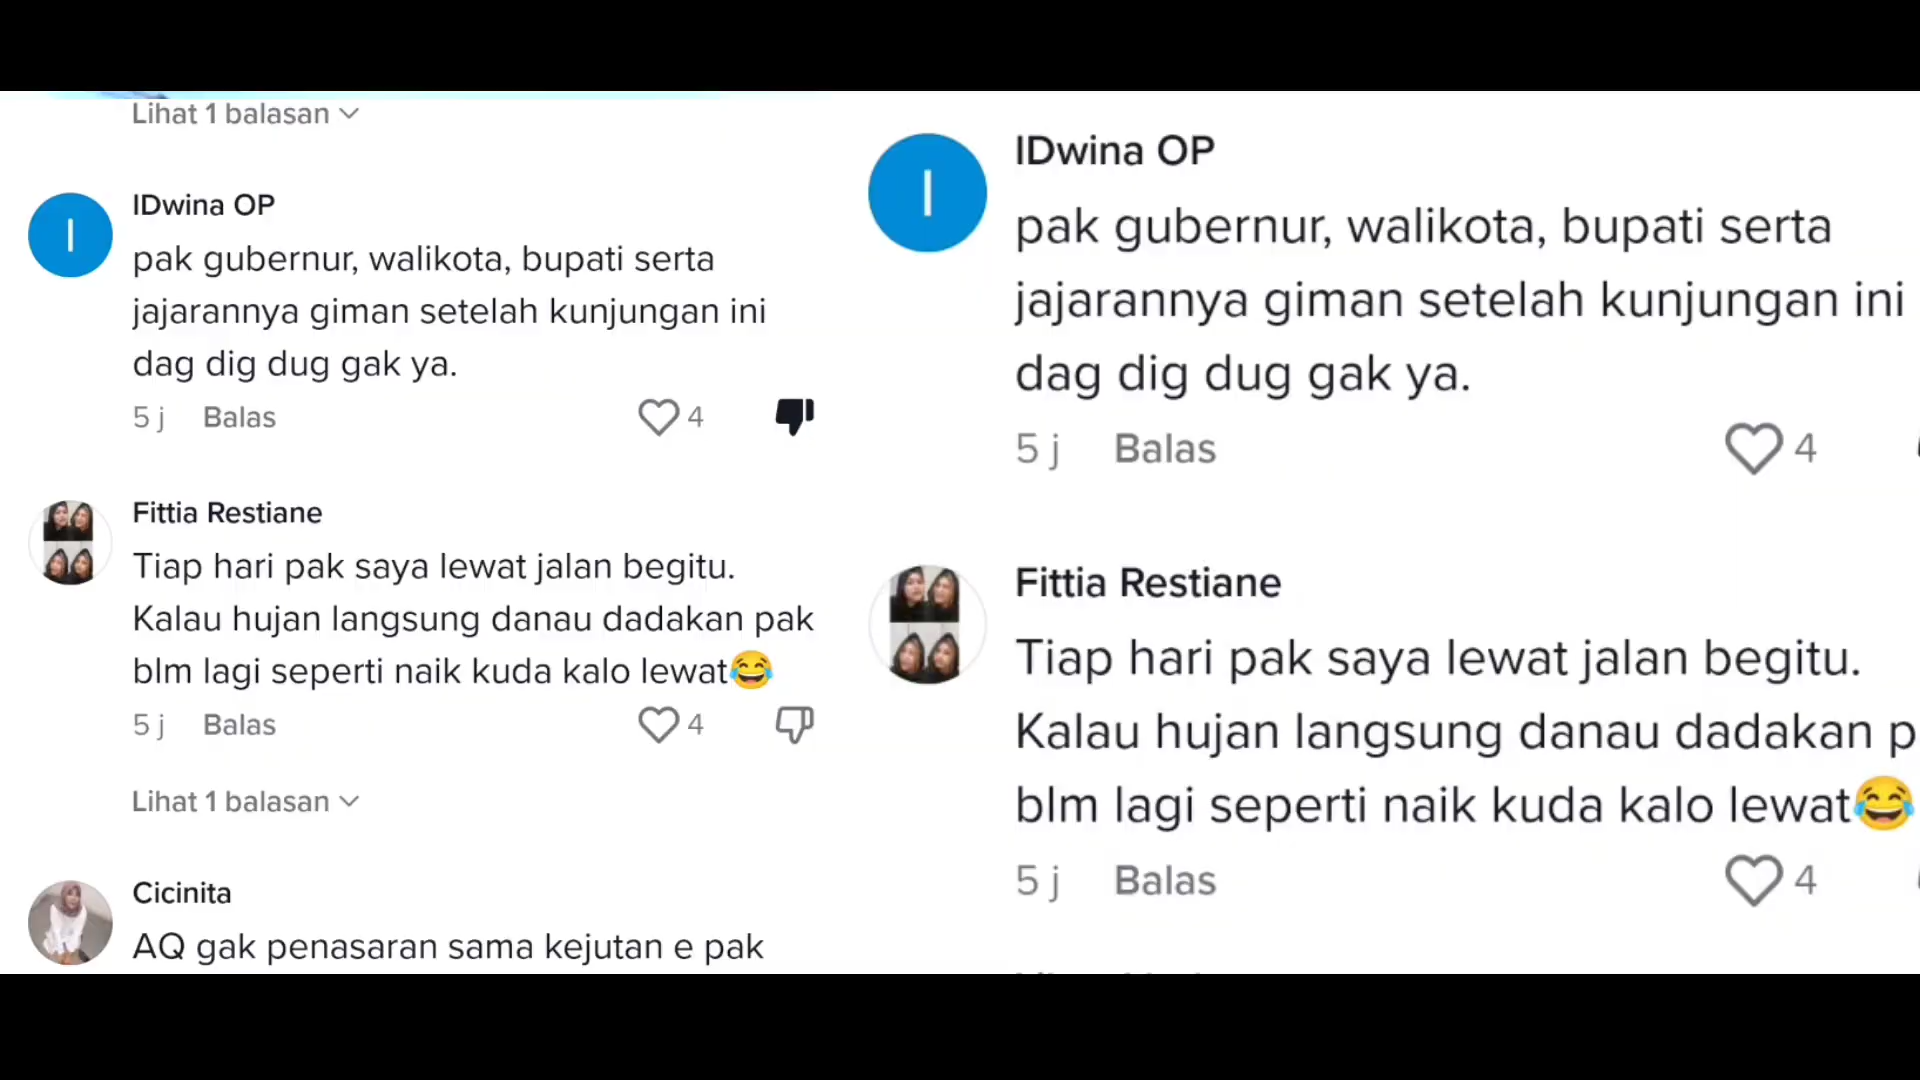 Lihat 1 balasan
IDwina OP
pak gubernur, walikota, bupati serta
jajarannya giman setelah kunjungan ini
dag dig dug gak ya.
5 j Balas 4
Fittia Restiane
Tiap hari pak saya lewat jalan begitu.
Kalau hujan langsung danau dadakan pak
blm lagi seperti naik kuda kalo lewat😂
5 j Balas 4
Lihat 1 balasan
Cicinita
AQ gak penasaran sama kejutan e pak
I
IDwina OP
pak gubernur, walikota, bupati serta
jajarannya giman setelah kunjungan ini
dag dig dug gak ya.
5 j Balas 4
Fittia Restiane
Tiap hari pak saya lewat jalan begitu.
Kalau hujan langsung danau dadakan p
blm lagi seperti naik kuda kalo lewat😂
5 j Balas 4